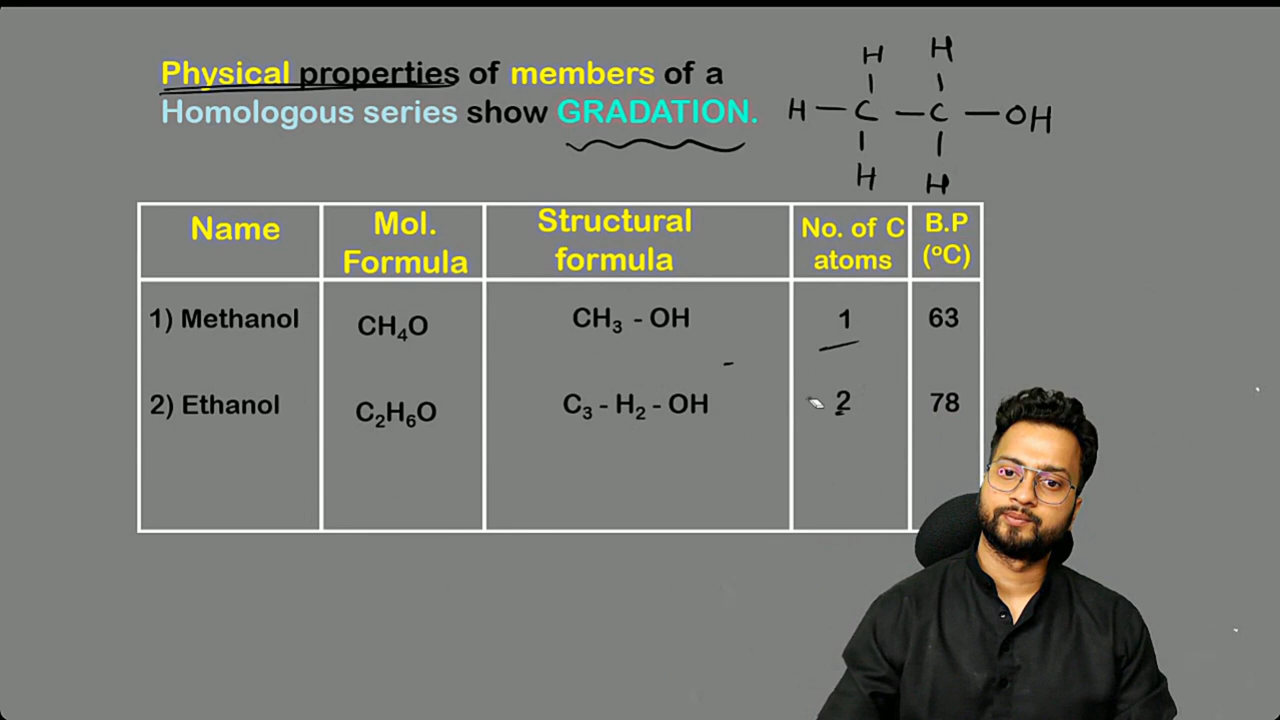 Physical properties of members of a
Homologous series show GRADATION.
H H
H — C — C — OH
H H
Name Mol. Formula Structural formula No. of C atoms B.P (°C)
1) Methanol CH₄O CH₃ - OH 1 63
2) Ethanol C₂H₆O C₃ - H₂ - OH 2 78